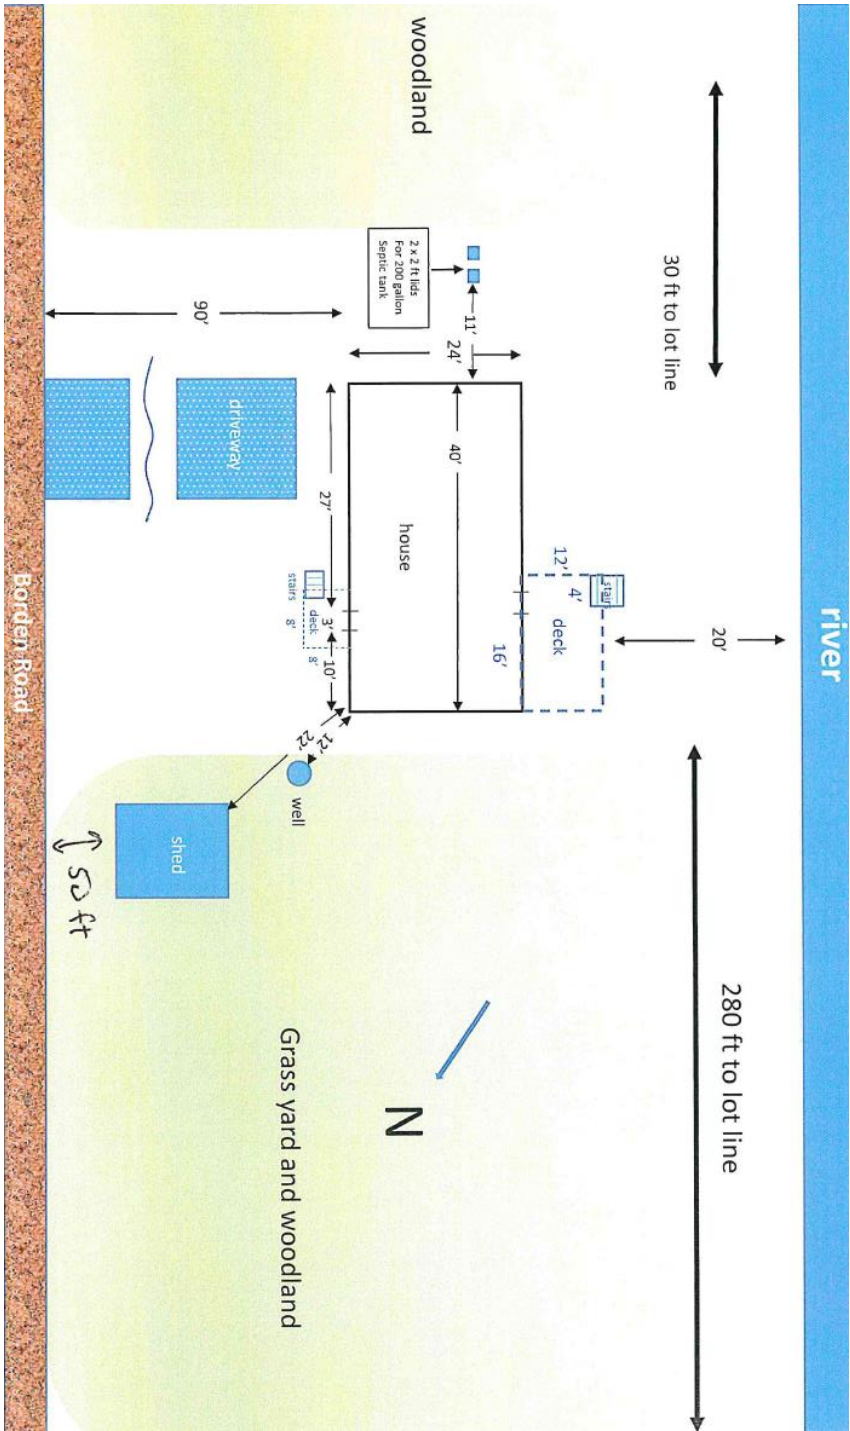 river
30 ft to lot line
280 ft to lot line
20'
stairs
12'
4'
deck
16'
11'
24'
40'
2 x 2 ft lids
For 200 gallon
Septic tank
woodland
house
N
27'
3'
10'
deck
8'
8'
stairs
12'
22'
well
90'
driveway
shed
Grass yard and woodland
50 ft
Borden Road